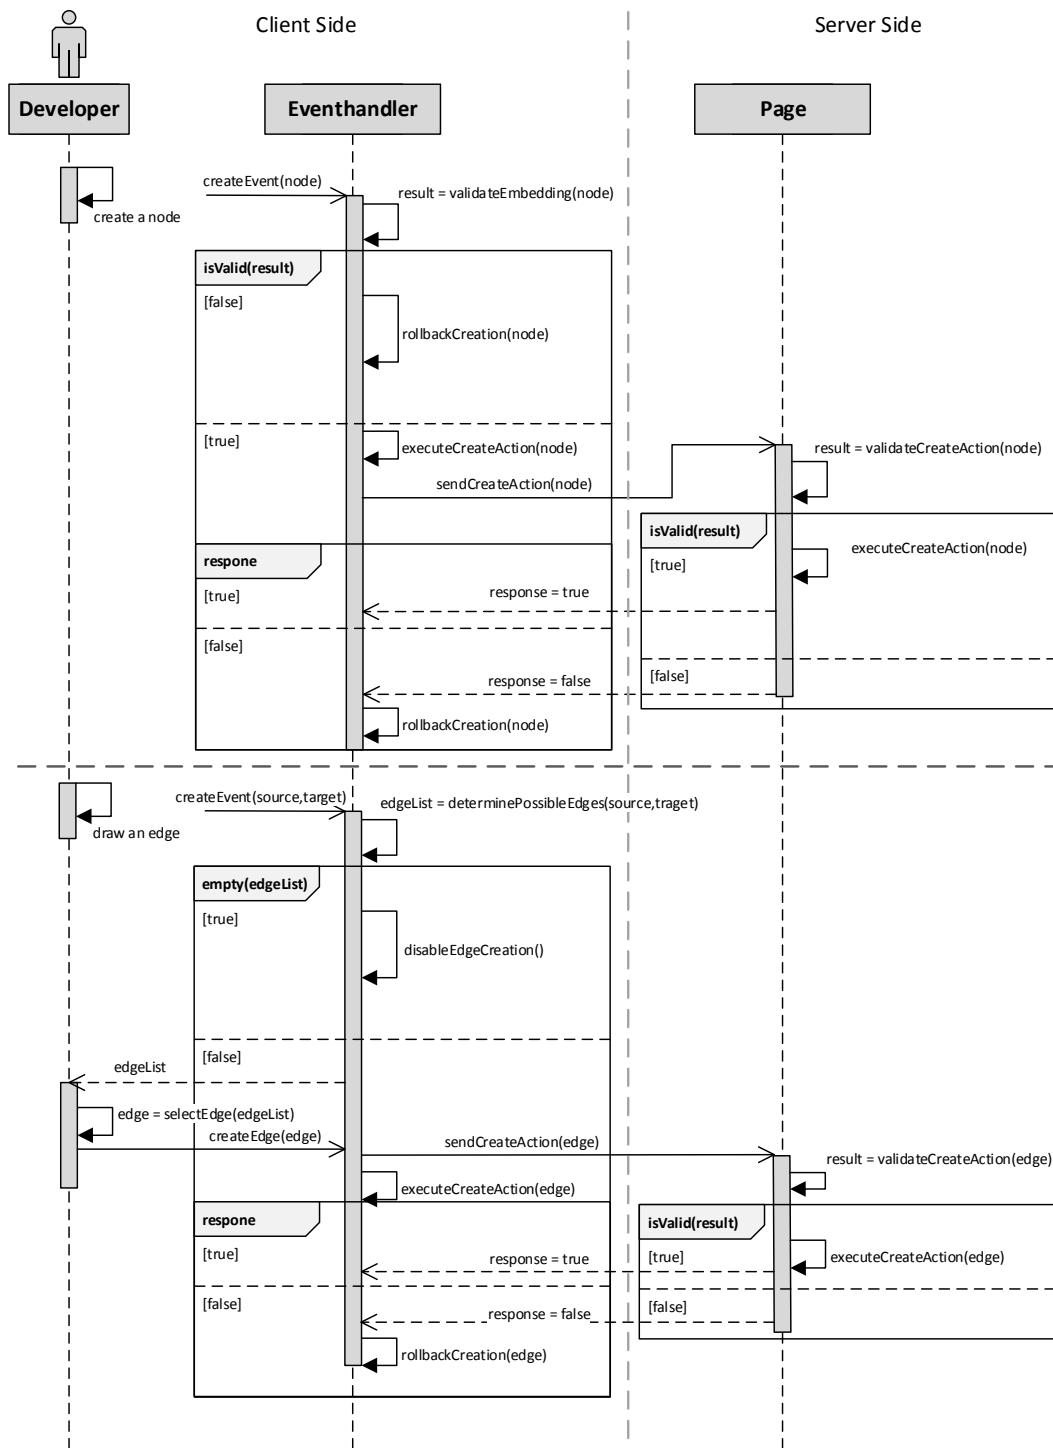 Client Side
Server Side
Developer
Eventhandler
Page
createEvent(node)
result = validateEmbedding(node)
create a node
isValid(result)
[false]
rollbackCreation(node)
[true]
executeCreateAction(node)
result = validateCreateAction(node)
sendCreateAction(node)
isValid(result)
respone
executeCreateAction(node)
[true]
[true]
response = true
[false]
[false]
response = false
rollbackCreation(node)
createEvent(source,target)
edgeList = determinePossibleEdges(source,traget)
draw an edge
empty(edgeList)
[true]
disableEdgeCreation()
[false]
edgeList
edge = selectEdge(edgeList)
createEdge(edge)
sendCreateAction(edge)
result = validateCreateAction(edge)
executeCreateAction(edge)
respone
isValid(result)
[true]
response = true
[true]
executeCreateAction(edge)
[false]
response = false
[false]
rollbackCreation(edge)